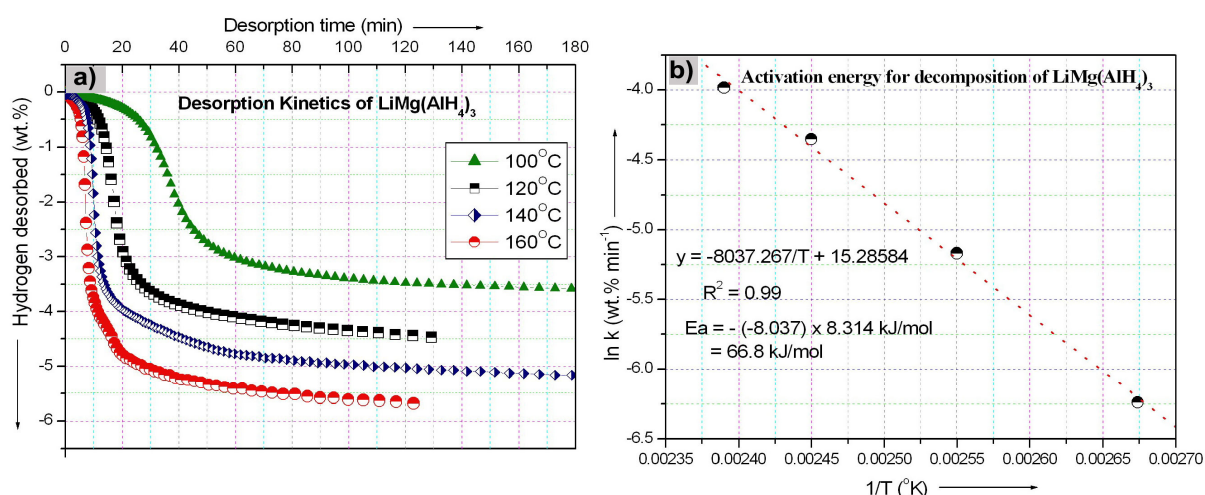 Desorption time (min)
0 20 40 60 80 100 120 140 160 180
a)
Desorption Kinetics of LiMg(AlH₄)₃
Hydrogen desorbed (wt.%)
0
-1
-2
-3
-4
-5
-6
100°C
120°C
140°C
160°C
b)
Activation energy for decomposition of LiMg(AlH₄)₃
ln k (wt.% min⁻¹)
-4.0
-4.5
-5.0
-5.5
-6.0
-6.5
y = -8037.267/T + 15.28584
R² = 0.99
Ea = - (-8.037) x 8.314 kJ/mol
= 66.8 kJ/mol
0.00235 0.00240 0.00245 0.00250 0.00255 0.00260 0.00265 0.00270
1/T (°K)